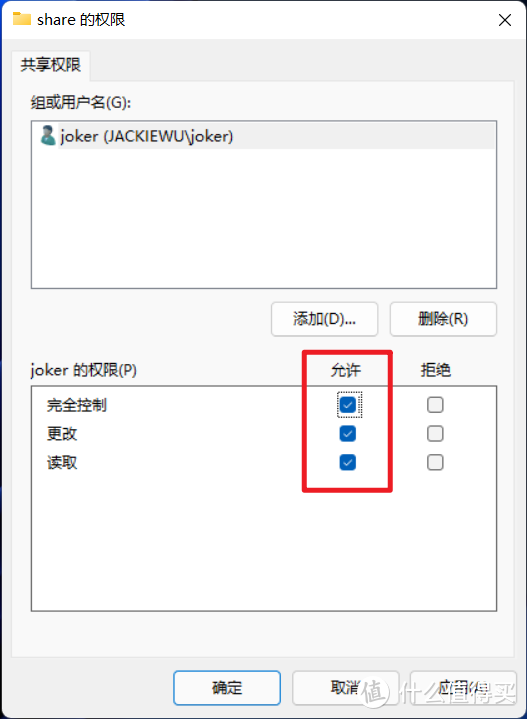 share 的权限
共享权限
组或用户名(G):
joker (JACKIEWU\joker)
添加(D)...
删除(R)
joker 的权限(P)
允许
拒绝
完全控制
更改
读取
确定
取消
应用(A)
值 什么值得买